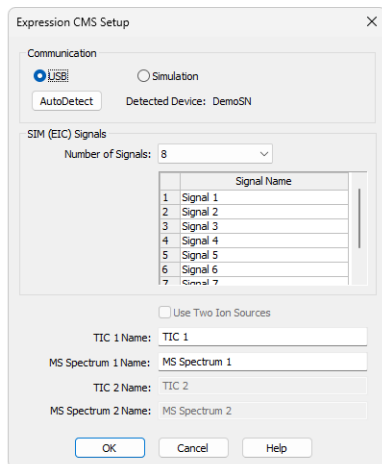 Expression CMS Setup
Communication
USB Simulation
AutoDetect Detected Device: DemoSN
SIM (EIC) Signals
Number of Signals: 8
Signal Name
1 Signal 1
2 Signal 2
3 Signal 3
4 Signal 4
5 Signal 5
6 Signal 6
7 Signal 7
Use Two Ion Sources
TIC 1 Name: TIC 1
MS Spectrum 1 Name: MS Spectrum 1
TIC 2 Name: TIC 2
MS Spectrum 2 Name: MS Spectrum 2
OK Cancel Help